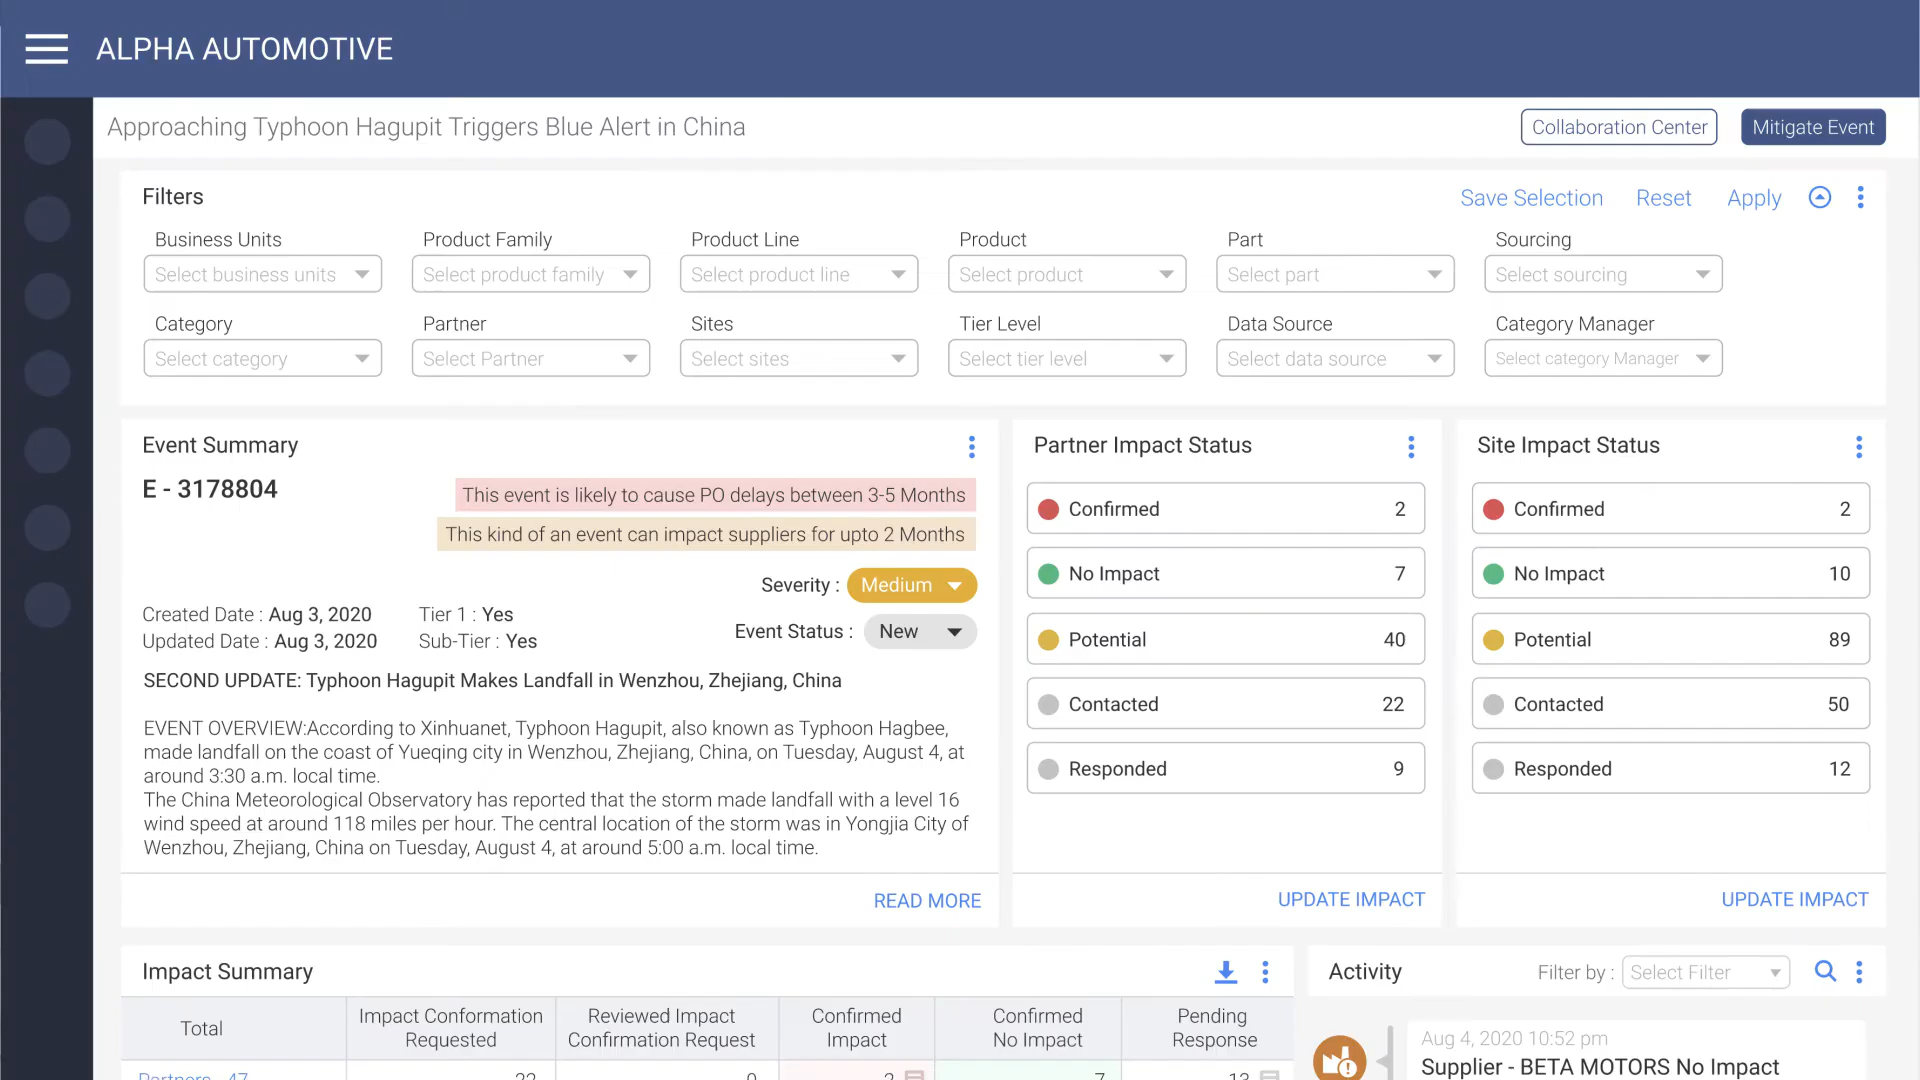 ALPHA AUTOMOTIVE
Approaching Typhoon Hagupit Triggers Blue Alert in China
Collaboration Center
Mitigate Event
Filters
Save Selection
Reset
Apply
Business Units
Product Family
Product Line
Product
Part
Sourcing
Select business units
Select product family
Select product line
Select product
Select part
Select sourcing
Category
Partner
Sites
Tier Level
Data Source
Category Manager
Select category
Select Partner
Select sites
Select tier level
Select data source
Select category Manager
Event Summary
E - 3178804
This event is likely to cause PO delays between 3-5 Months
This kind of an event can impact suppliers for upto 2 Months
Severity : Medium
Created Date : Aug 3, 2020
Tier 1 : Yes
Event Status : New
Updated Date : Aug 3, 2020
Sub-Tier : Yes
SECOND UPDATE: Typhoon Hagupit Makes Landfall in Wenzhou, Zhejiang, China
EVENT OVERVIEW:According to Xinhuanet, Typhoon Hagupit, also known as Typhoon Hagbee,
made landfall on the coast of Yueqing city in Wenzhou, Zhejiang, China, on Tuesday, August 4, at
around 3:30 a.m. local time.
The China Meteorological Observatory has reported that the storm made landfall with a level 16
wind speed at around 118 miles per hour. The central location of the storm was in Yongjia City of
Wenzhou, Zhejiang, China on Tuesday, August 4, at around 5:00 a.m. local time.
READ MORE
Partner Impact Status
Confirmed 2
No Impact 7
Potential 40
Contacted 22
Responded 9
UPDATE IMPACT
Site Impact Status
Confirmed 2
No Impact 10
Potential 89
Contacted 50
Responded 12
UPDATE IMPACT
Impact Summary
Total
Impact Conformation
Requested
Reviewed Impact
Confirmation Request
Confirmed
Impact
Confirmed
No Impact
Pending
Response
Partners - 47
22
0
2
7
13
Activity
Filter by :
Select Filter
Aug 4, 2020 10:52 pm
Supplier - BETA MOTORS No Impact